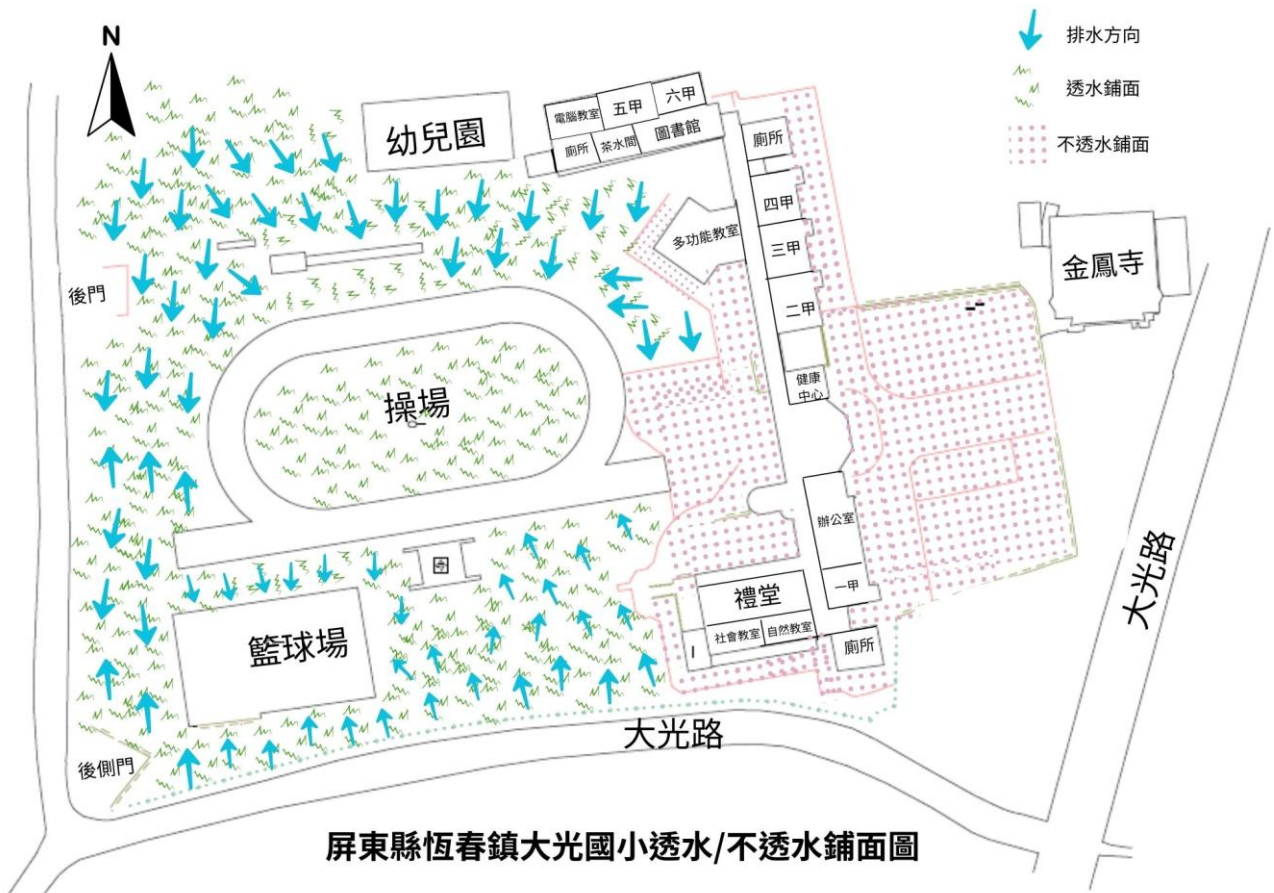 N
排水方向
透水鋪面
不透水鋪面
幼兒園
電腦教室
五甲
六甲
廁所
茶水間
圖書館
廁所
四甲
多功能教室
三甲
二甲
金鳳寺
後門
健康
中心
操場
辦公室
一甲
禮堂
社會教室
自然教室
廁所
籃球場
大光路
大光路
後側門
屏東縣恆春鎮大光國小透水/不透水鋪面圖